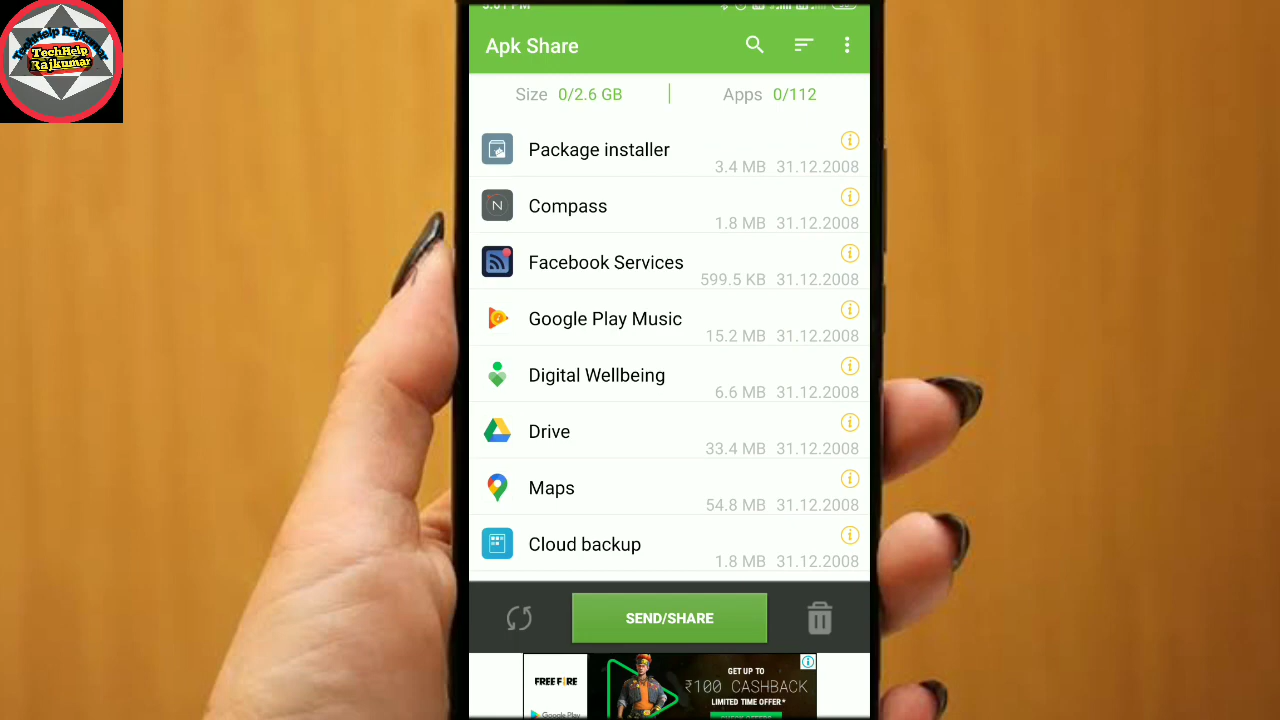 TechHelp Rajkumar
TechHelp
Rajkumar
Apk Share
Size 0/2.6 GB
Apps 0/112
Package installer
3.4 MB 31.12.2008
N
Compass
1.8 MB 31.12.2008
Facebook Services
599.5 KB 31.12.2008
Google Play Music
15.2 MB 31.12.2008
Digital Wellbeing
6.6 MB 31.12.2008
Drive
33.4 MB 31.12.2008
Maps
54.8 MB 31.12.2008
Cloud backup
1.8 MB 31.12.2008
SEND/SHARE
FREE FIRE
Google Play
GET UP TO
₹100 CASHBACK
LIMITED TIME OFFER*